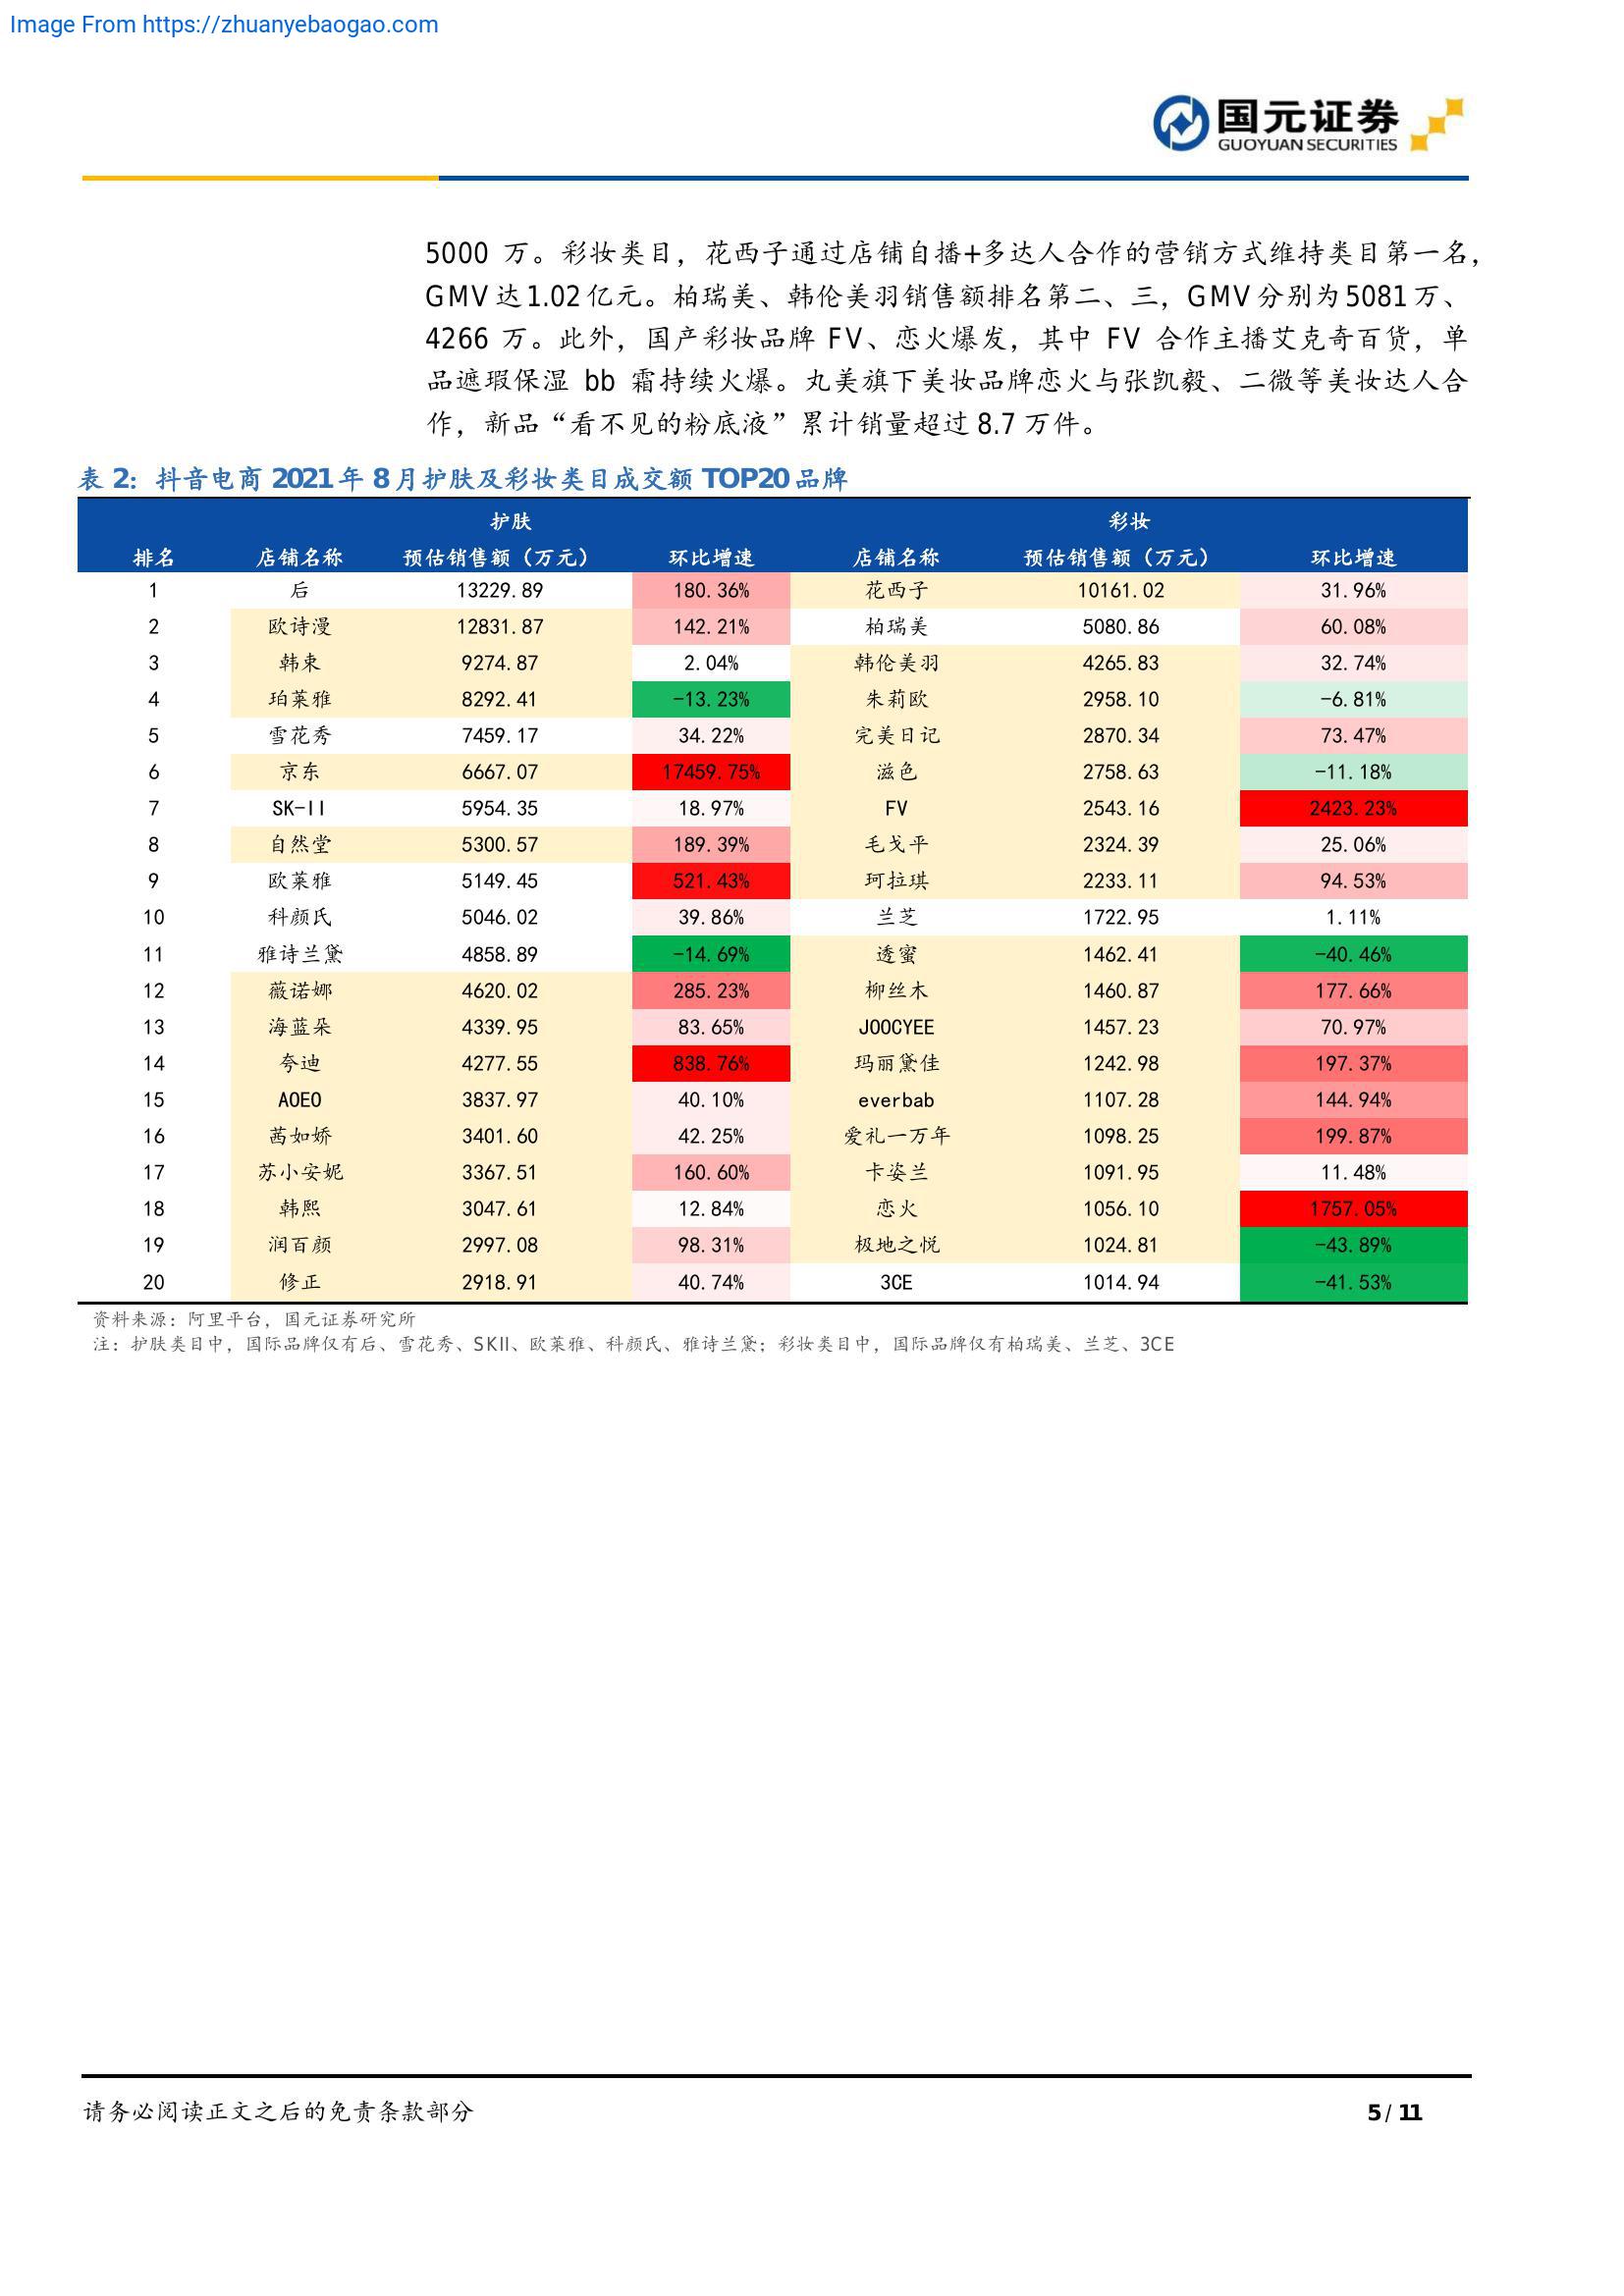 Image From https://zhuanyebaogao.com
国元证券
GUOYUAN SECURITIES
5000 万。彩妆类目，花西子通过店铺自播+多达人合作的营销方式维持类目第一名，
GMV 达 1.02 亿元。柏瑞美、韩伦美羽销售额排名第二、三，GMV 分别为 5081 万、
4266 万。此外，国产彩妆品牌 FV、恋火爆发，其中 FV 合作主播艾克奇百货，单
品遮瑕保湿 bb 霜持续火爆。丸美旗下美妆品牌恋火与张凯毅、二微等美妆达人合
作，新品“看不见的粉底液”累计销量超过 8.7 万件。
表 2：抖音电商 2021 年 8 月护肤及彩妆类目成交额 TOP20 品牌
护肤 彩妆
排名 店铺名称 预估销售额（万元） 环比增速 店铺名称 预估销售额（万元） 环比增速
1 后 13229.89 180.36% 花西子 10161.02 31.96%
2 欧诗漫 12831.87 142.21% 柏瑞美 5080.86 60.08%
3 韩束 9274.87 2.04% 韩伦美羽 4265.83 32.74%
4 珀莱雅 8292.41 -13.23% 朱莉欧 2958.10 -6.81%
5 雪花秀 7459.17 34.22% 完美日记 2870.34 73.47%
6 京东 6667.07 17459.75% 滋色 2758.63 -11.18%
7 SK-II 5954.35 18.97% FV 2543.16 2423.23%
8 自然堂 5300.57 189.39% 毛戈平 2324.39 25.06%
9 欧莱雅 5149.45 521.43% 珂拉琪 2233.11 94.53%
10 科颜氏 5046.02 39.86% 兰芝 1722.95 1.11%
11 雅诗兰黛 4858.89 -14.69% 透蜜 1462.41 -40.46%
12 薇诺娜 4620.02 285.23% 柳丝木 1460.87 177.66%
13 海蓝朵 4339.95 83.65% JOOCYEE 1457.23 70.97%
14 夸迪 4277.55 838.76% 玛丽黛佳 1242.98 197.37%
15 AOEO 3837.97 40.10% everbab 1107.28 144.94%
16 茜如娇 3401.60 42.25% 爱礼一万年 1098.25 199.87%
17 苏小安妮 3367.51 160.60% 卡姿兰 1091.95 11.48%
18 韩熙 3047.61 12.84% 恋火 1056.10 1757.05%
19 润百颜 2997.08 98.31% 极地之悦 1024.81 -43.89%
20 修正 2918.91 40.74% 3CE 1014.94 -41.53%
资料来源：阿里平台，国元证券研究所
注：护肤类目中，国际品牌仅有后、雪花秀、SKII、欧莱雅、科颜氏、雅诗兰黛；彩妆类目中，国际品牌仅有柏瑞美、兰芝、3CE
请务必阅读正文之后的免责条款部分 5 / 11